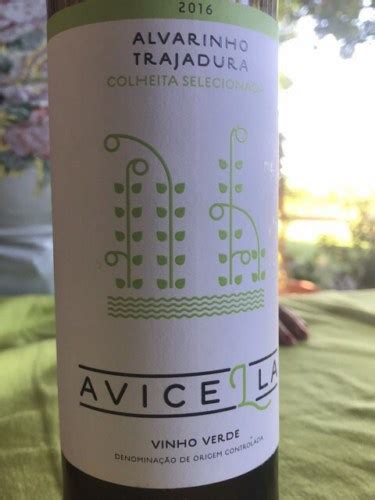 2016
ALVARINHO
TRAJADURA
COLHEITA SELECIONADA
AVICELLA
VINHO VERDE
DENOMINAÇÃO DE ORIGEM CONTROLADA